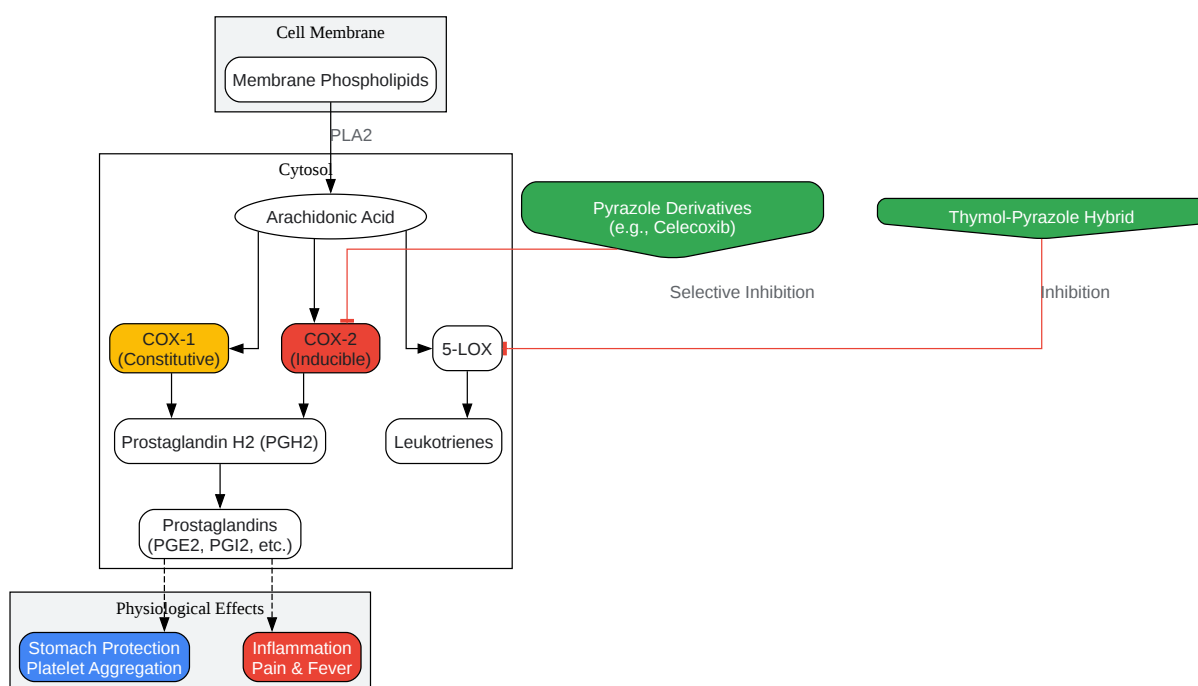 Cell Membrane
Membrane Phospholipids
PLA2
Cytosol
Arachidonic Acid
Pyrazole Derivatives
(e.g., Celecoxib)
Thymol-Pyrazole Hybrid
Selective Inhibition
Inhibition
COX-1
(Constitutive)
COX-2
(Inducible)
5-LOX
Prostaglandin H2 (PGH2)
Leukotrienes
Prostaglandins
(PGE2, PGI2, etc.)
Physiological Effects
Stomach Protection
Platelet Aggregation
Inflammation
Pain & Fever